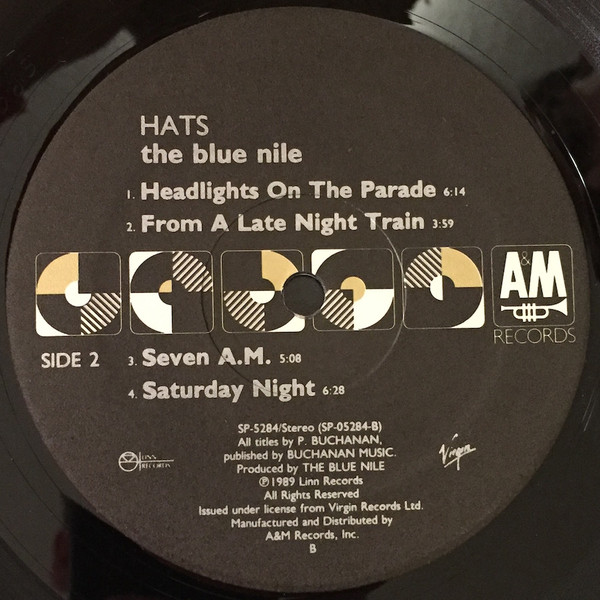 HATS
the blue nile
1. Headlights On The Parade 6:14
2. From A Late Night Train 3:59
A&M
RECORDS
SIDE 2
3. Seven A.M. 5:08
4. Saturday Night 6:28
SP-5284/Stereo (SP-05284-B)
All titles by P. BUCHANAN,
published by BUCHANAN MUSIC.
Produced by THE BLUE NILE
℗1989 Linn Records
All Rights Reserved
Issued under license from Virgin Records Ltd.
Manufactured and Distributed by
A&M Records, Inc.
B
LINN
RECORDS
Virgin